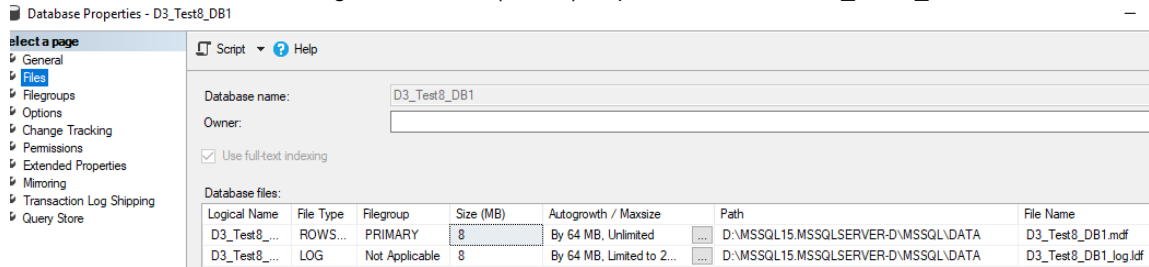 Database Properties - D3_Test8_DB1
elect a page
Script Help
General
Files
Filegroups
Options
Change Tracking
Permissions
Extended Properties
Mirroring
Transaction Log Shipping
Query Store
Database name: D3_Test8_DB1
Owner:
Use full-text indexing
Database files:
Logical Name File Type Filegroup Size (MB) Autogrowth / Maxsize Path File Name
D3_Test8_... ROWS... PRIMARY 8 By 64 MB, Unlimited ... D:\MSSQL15.MSSQLSERVER-D\MSSQL\DATA D3_Test8_DB1.mdf
D3_Test8_... LOG Not Applicable 8 By 64 MB, Limited to 2... ... D:\MSSQL15.MSSQLSERVER-D\MSSQL\DATA D3_Test8_DB1_log.ldf